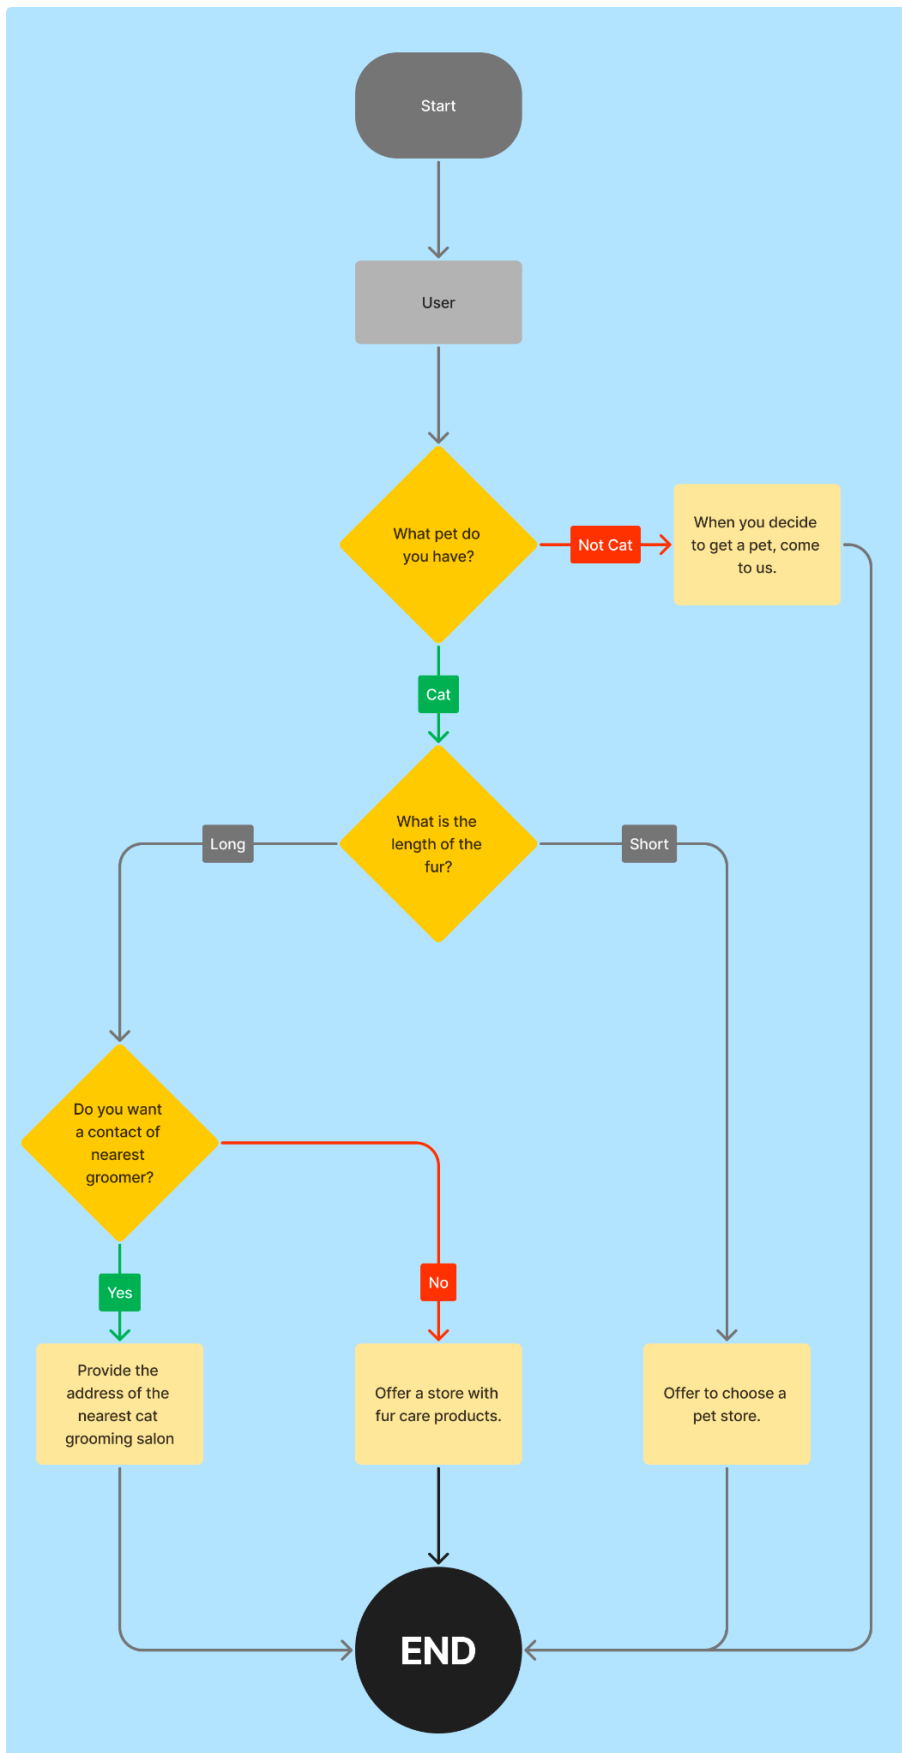 Start
User
What pet do
you have?
Not Cat
When you decide
to get a pet, come
to us.
Cat
What is the
length of the
fur?
Long
Short
Do you want
a contact of
nearest
groomer?
Yes
No
Provide the
address of the
nearest cat
grooming salon
Offer a store with
fur care products.
Offer to choose a
pet store.
END